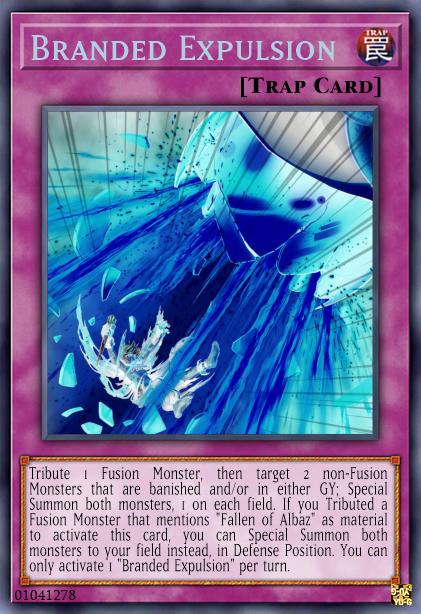 BRANDED EXPULSION
TRAP
罠
[TRAP CARD]
Tribute 1 Fusion Monster, then target 2 non-Fusion
Monsters that are banished and/or in either GY; Special
Summon both monsters, 1 on each field. If you Tributed a
Fusion Monster that mentions "Fallen of Albaz" as material
to activate this card, you can Special Summon both
monsters to your field instead, in Defense Position. You can
only activate 1 "Branded Expulsion" per turn.
01041278